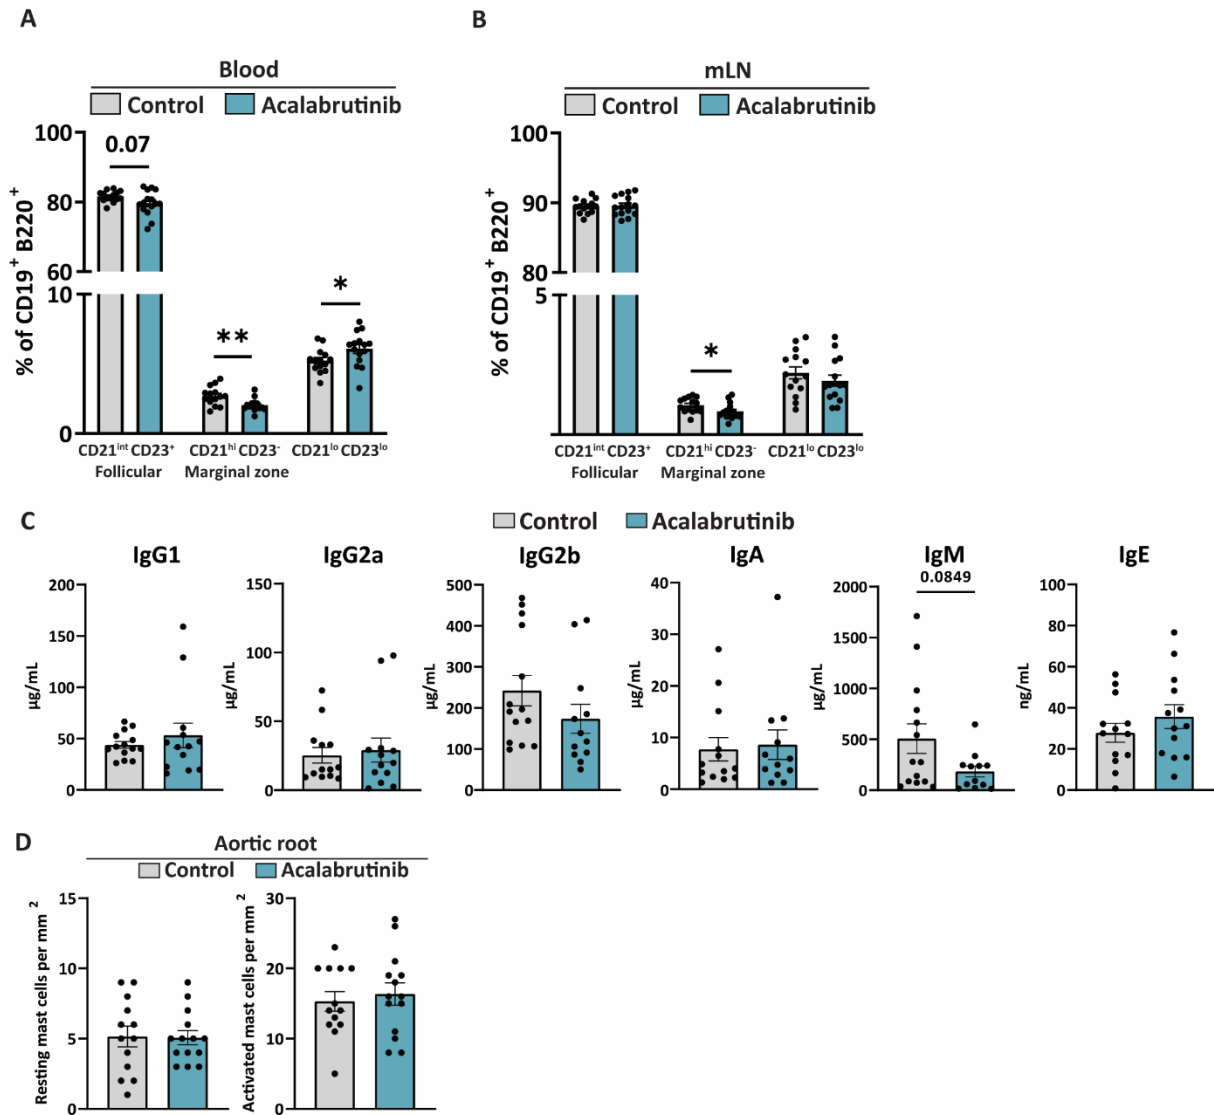 A
B
Blood
mLN
Control Acalabrutinib
Control Acalabrutinib
% of CD19⁺ B220⁺
100
80
60
10
0
0.07
**
*
CD21ⁱⁿᵗ CD23⁺
Follicular
CD21ʰⁱ CD23⁻
Marginal zone
CD21ˡᵒ CD23ˡᵒ
% of CD19⁺ B220⁺
100
90
80
5
*
CD21ⁱⁿᵗ CD23⁺
Follicular
CD21ʰⁱ CD23⁻
Marginal zone
CD21ˡᵒ CD23ˡᵒ
C
Control Acalabrutinib
IgG1
µg/mL
200
150
100
50
0
IgG2a
µg/mL
150
100
50
0
IgG2b
µg/mL
500
400
300
200
100
0
IgA
µg/mL
40
30
20
10
0
IgM
0.0849
µg/mL
2000
1500
1000
500
0
IgE
ng/mL
100
80
60
40
20
0
D
Aortic root
Control Acalabrutinib
Resting mast cells per mm²
15
10
5
0
Activated mast cells per mm²
30
20
10
0